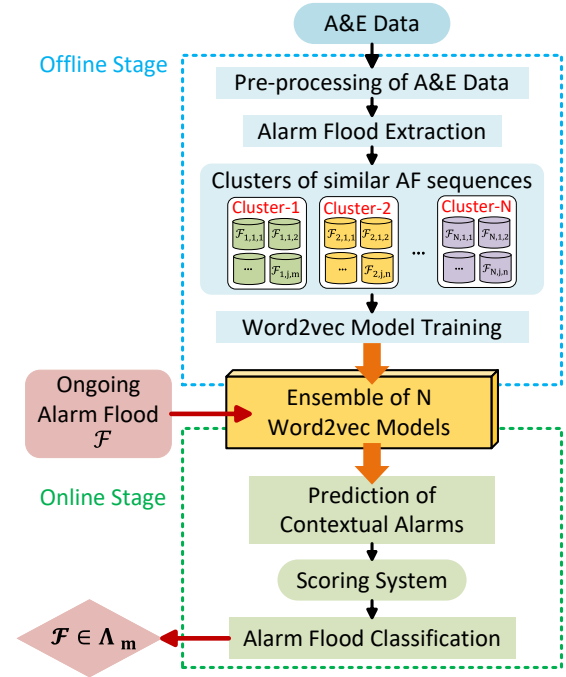 A&E Data
Offline Stage
Pre-processing of A&E Data
Alarm Flood Extraction
Clusters of similar AF sequences
Cluster-1 Cluster-2 Cluster-N
ℱ1,1,1 ℱ1,1,2 ℱ2,1,1 ℱ2,1,2 ℱN,1,1 ℱN,1,2
...
... ℱ1,j,m ... ℱ2,j,n ... ℱN,j,n
Word2vec Model Training
Ongoing
Alarm Flood
ℱ
Ensemble of N
Word2vec Models
Online Stage
Prediction of
Contextual Alarms
Scoring System
Alarm Flood Classification
ℱ ∈ Λ m